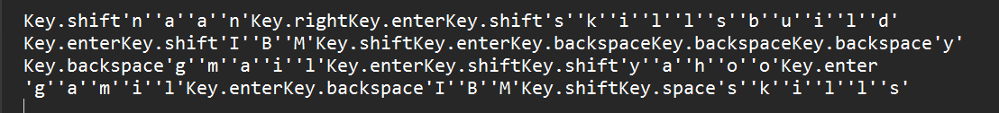 Key.shift'n''a''a''n'Key.rightKey.enterKey.shift's''k''i''l''l''s''b''u''i''l''d'
Key.enterKey.shift'I''B''M'Key.shiftKey.enterKey.backspaceKey.backspaceKey.backspace'y'
Key.backspace'g''m''a''i''l'Key.enterKey.shiftKey.shift'y''a''h''o''o'Key.enter
'g''a''m''i''l'Key.enterKey.backspace'I''B''M'Key.shiftKey.space's''k''i''l''l''s'